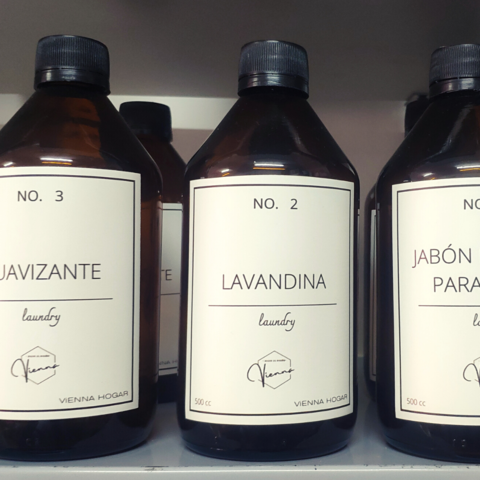 NO. 3
UAVIZANTE
laundry
Vienna
VIENNA HOGAR
TE
NO. 2
LAVANDINA
laundry
Vienna
500 cc
VIENNA HOGAR
NO
JABÓN
PARA
500 cc